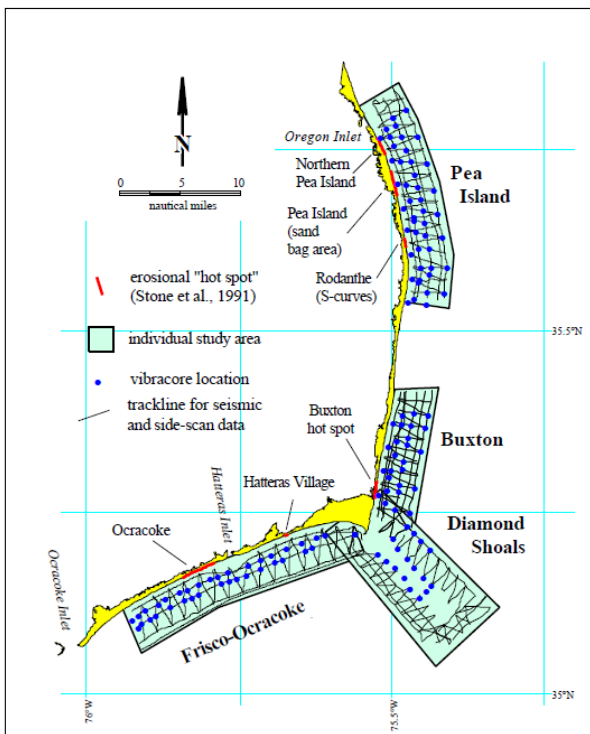 Oregon Inlet
N
Northern
Pea Island
Pea
Island
0 5 10
nautical miles
Pea Island
(sand
bag area)
erosional "hot spot"
(Stone et al., 1991)
Rodanthe
(S-curves)
individual study area
35.5°N
vibracore location
trackline for seismic
and side-scan data
Buxton
hot spot
Buxton
Hatteras Village
Hatteras Inlet
Diamond
Shoals
Ocracoke
Ocracoke Inlet
Frisco-Ocracoke
35°N
76°W
75.5°W